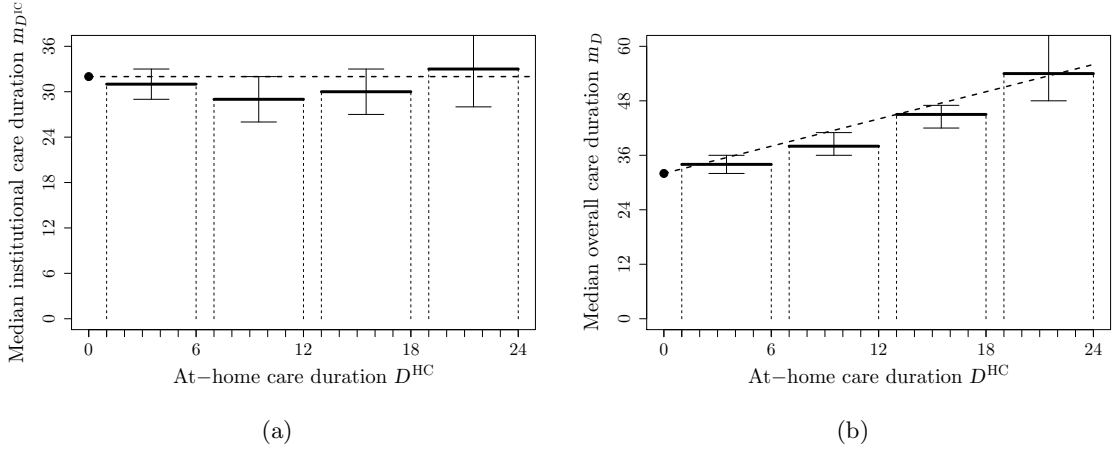 Median institutional care duration m_{D^{IC}}
36
30
24
18
12
6
0
0 6 12 18 24
At−home care duration D^{HC}
(a)
Median overall care duration m_D
60
48
36
24
12
0
0 6 12 18 24
At−home care duration D^{HC}
(b)